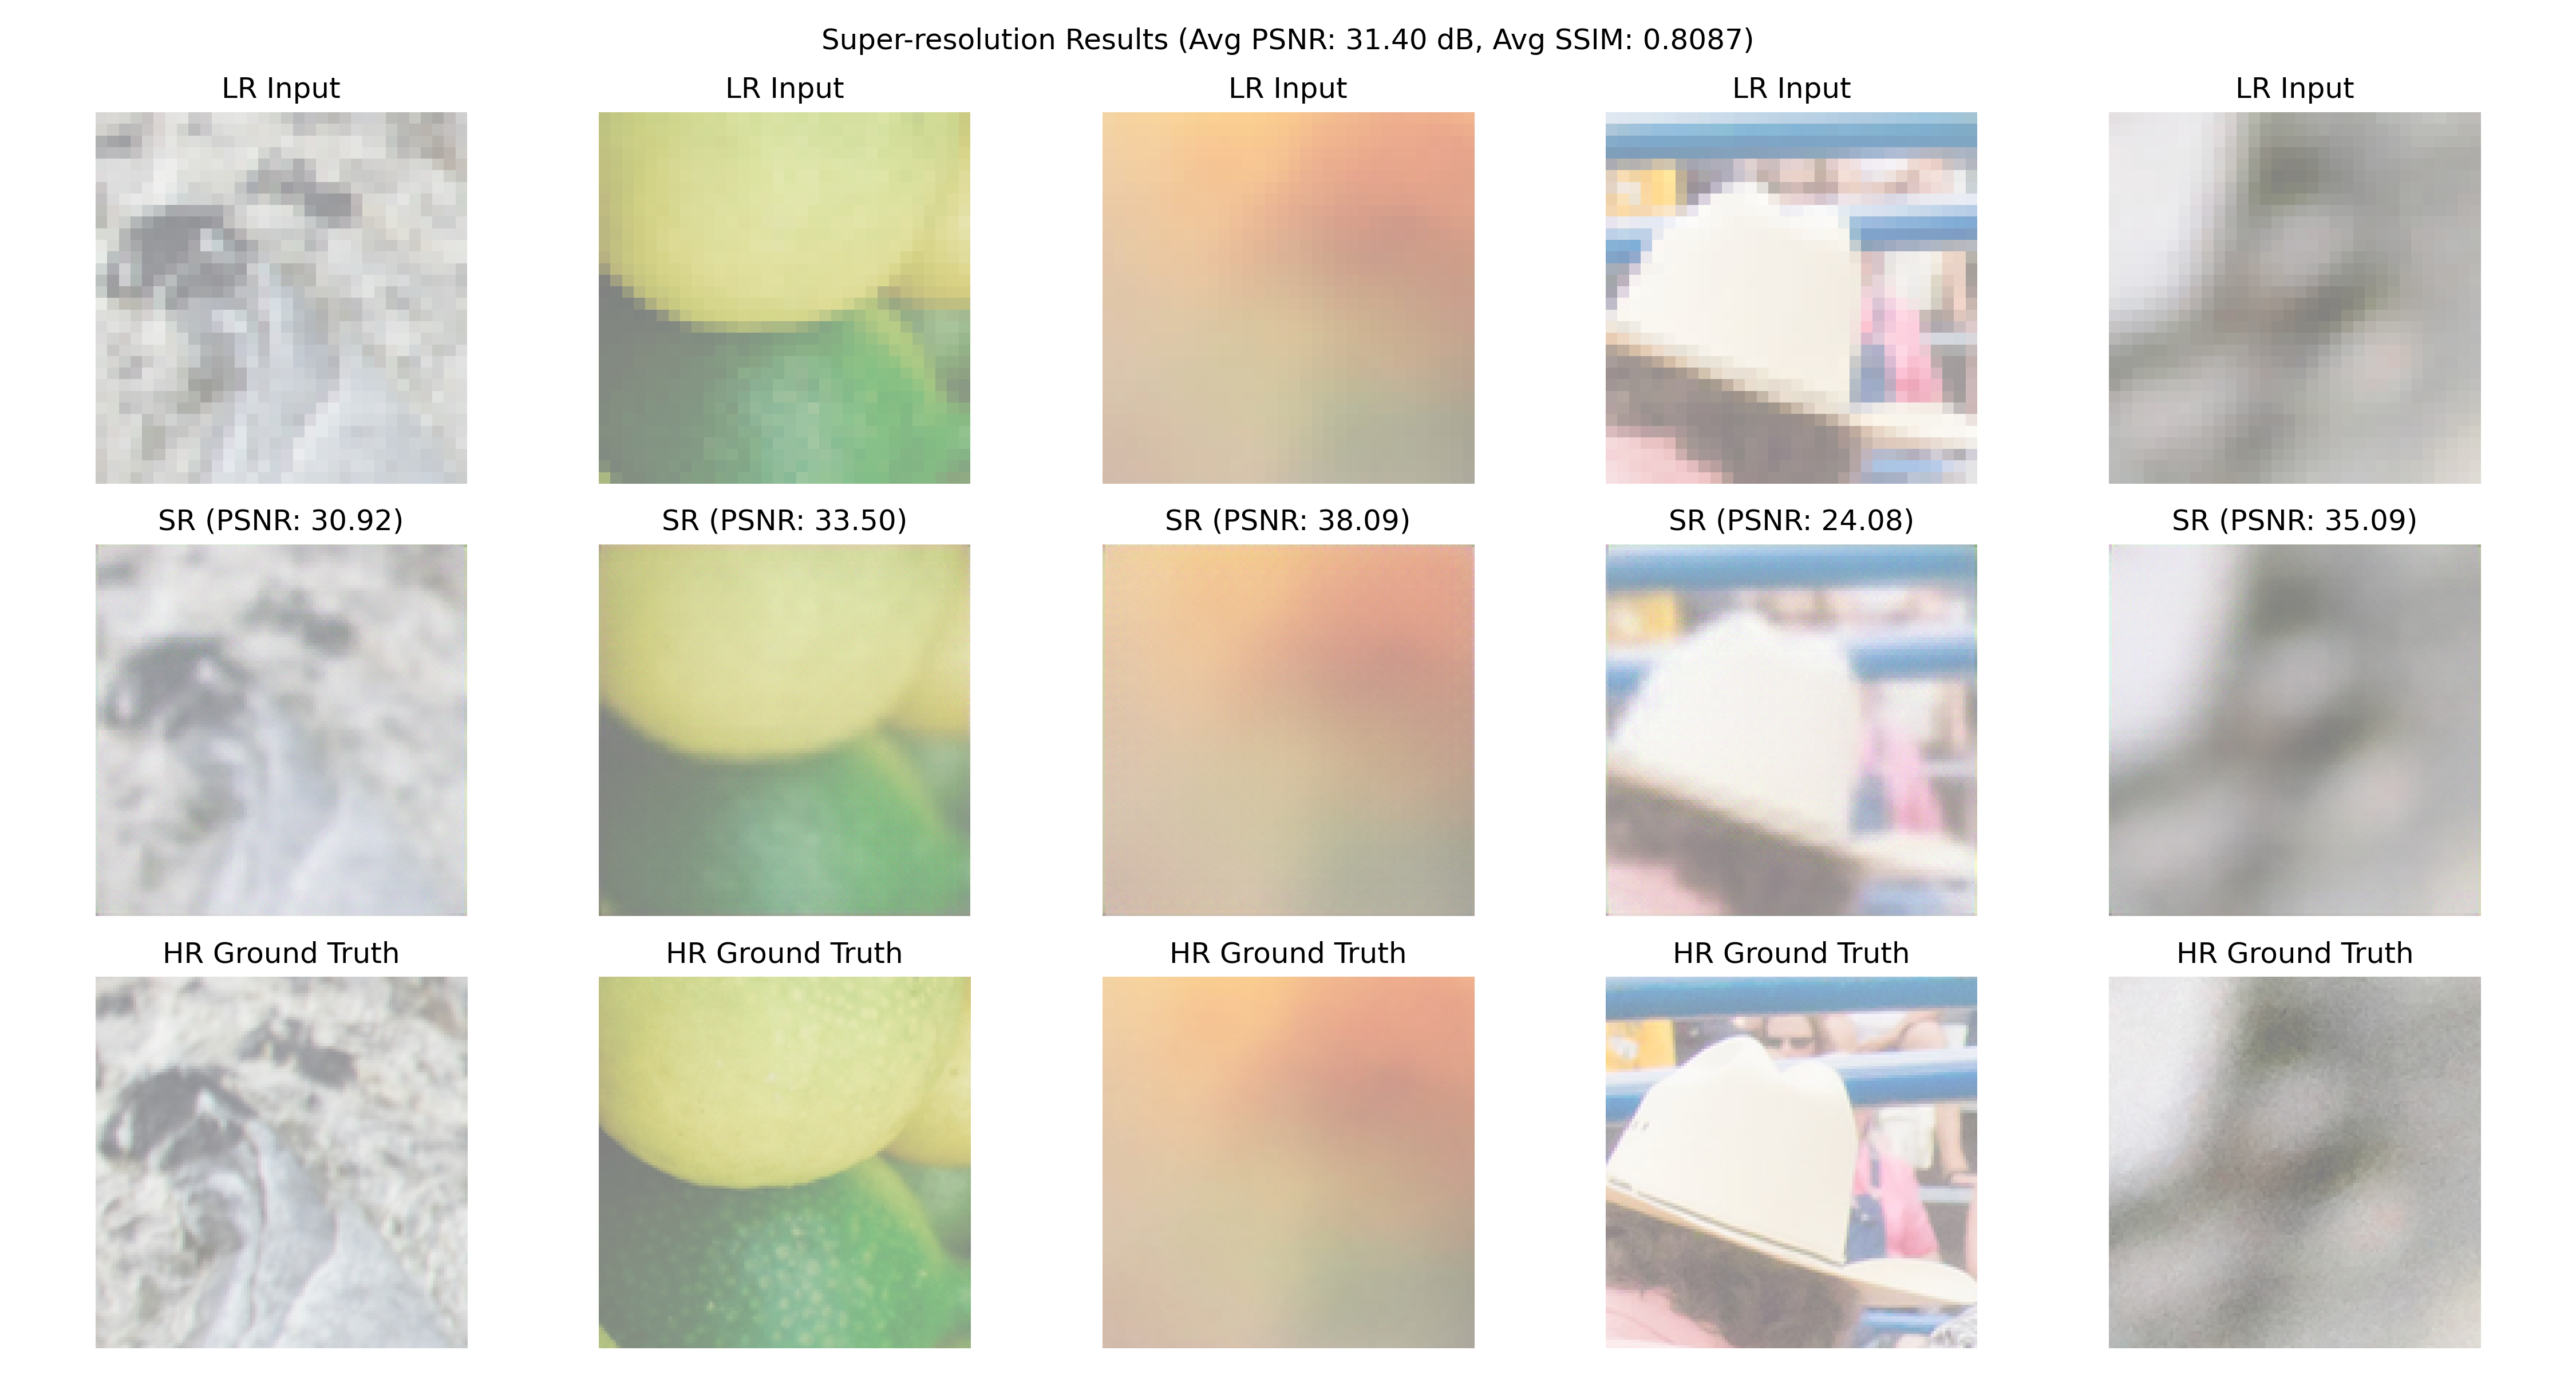 Super-resolution Results (Avg PSNR: 31.40 dB, Avg SSIM: 0.8087)
LR Input
LR Input
LR Input
LR Input
LR Input
SR (PSNR: 30.92)
SR (PSNR: 33.50)
SR (PSNR: 38.09)
SR (PSNR: 24.08)
SR (PSNR: 35.09)
HR Ground Truth
HR Ground Truth
HR Ground Truth
HR Ground Truth
HR Ground Truth